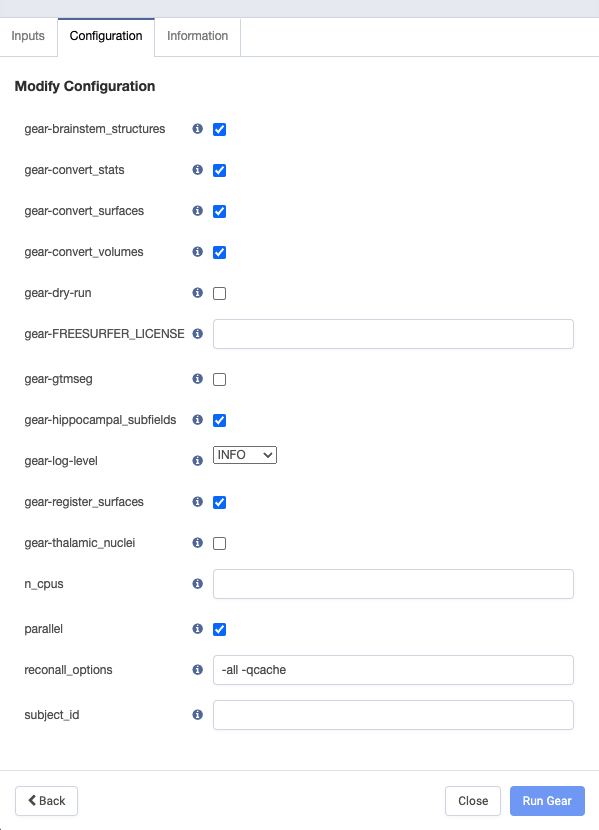 Inputs
Configuration
Information
Modify Configuration
gear-brainstem_structures
gear-convert_stats
gear-convert_surfaces
gear-convert_volumes
gear-dry-run
gear-FREESURFER_LICENSE
gear-gtmseg
gear-hippocampal_subfields
gear-log-level
INFO
gear-register_surfaces
gear-thalamic_nuclei
n_cpus
parallel
reconall_options
-all -qcache
subject_id
Back
Close
Run Gear